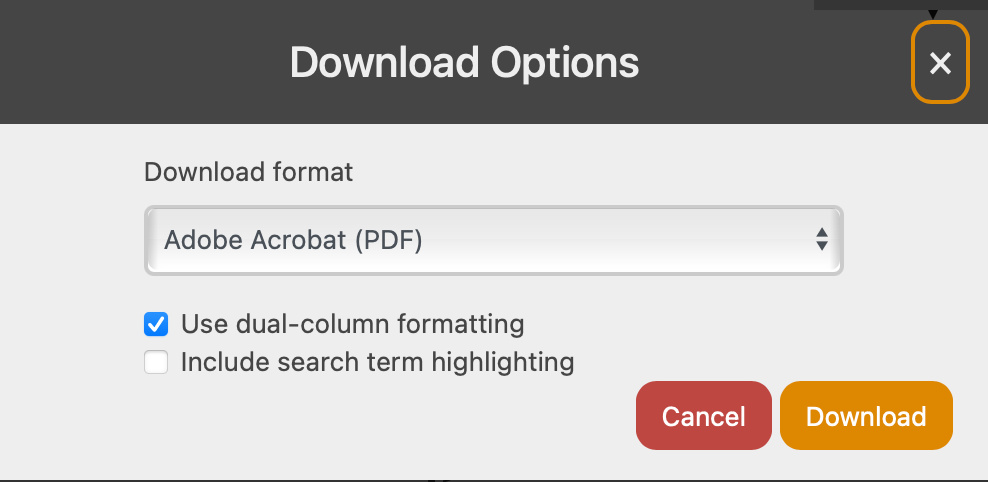 Download Options
Download format
Adobe Acrobat (PDF)
Use dual-column formatting
Include search term highlighting
Cancel Download